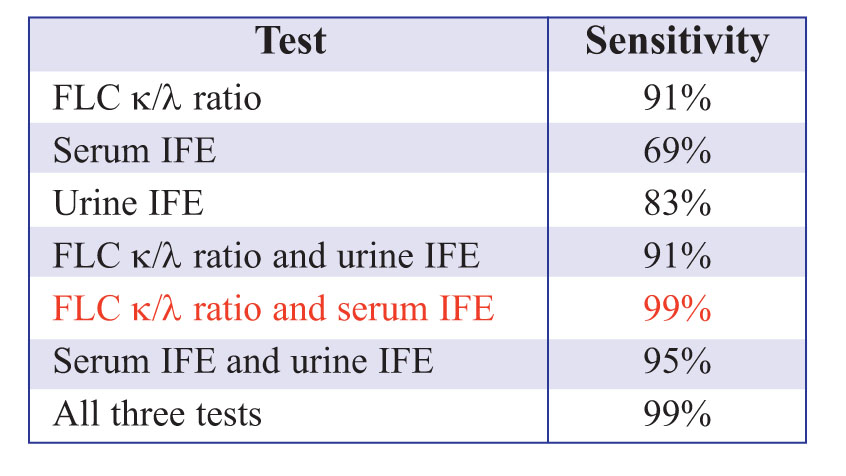 Test Sensitivity
FLC κ/λ ratio 91%
Serum IFE 69%
Urine IFE 83%
FLC κ/λ ratio and urine IFE 91%
FLC κ/λ ratio and serum IFE 99%
Serum IFE and urine IFE 95%
All three tests 99%